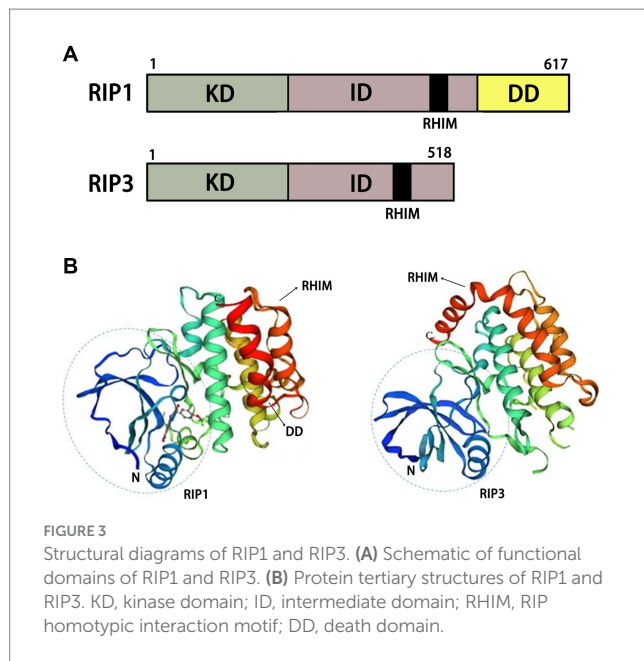 A
1
617
RIP1
KD
ID
DD
RHIM
1
518
RIP3
KD
ID
RHIM
B
C
RHIM
DD
N
RIP1
RHIM
C
N
RIP3
FIGURE 3
Structural diagrams of RIP1 and RIP3. (A) Schematic of functional
domains of RIP1 and RIP3. (B) Protein tertiary structures of RIP1 and
RIP3. KD, kinase domain; ID, intermediate domain; RHIM, RIP
homotypic interaction motif; DD, death domain.